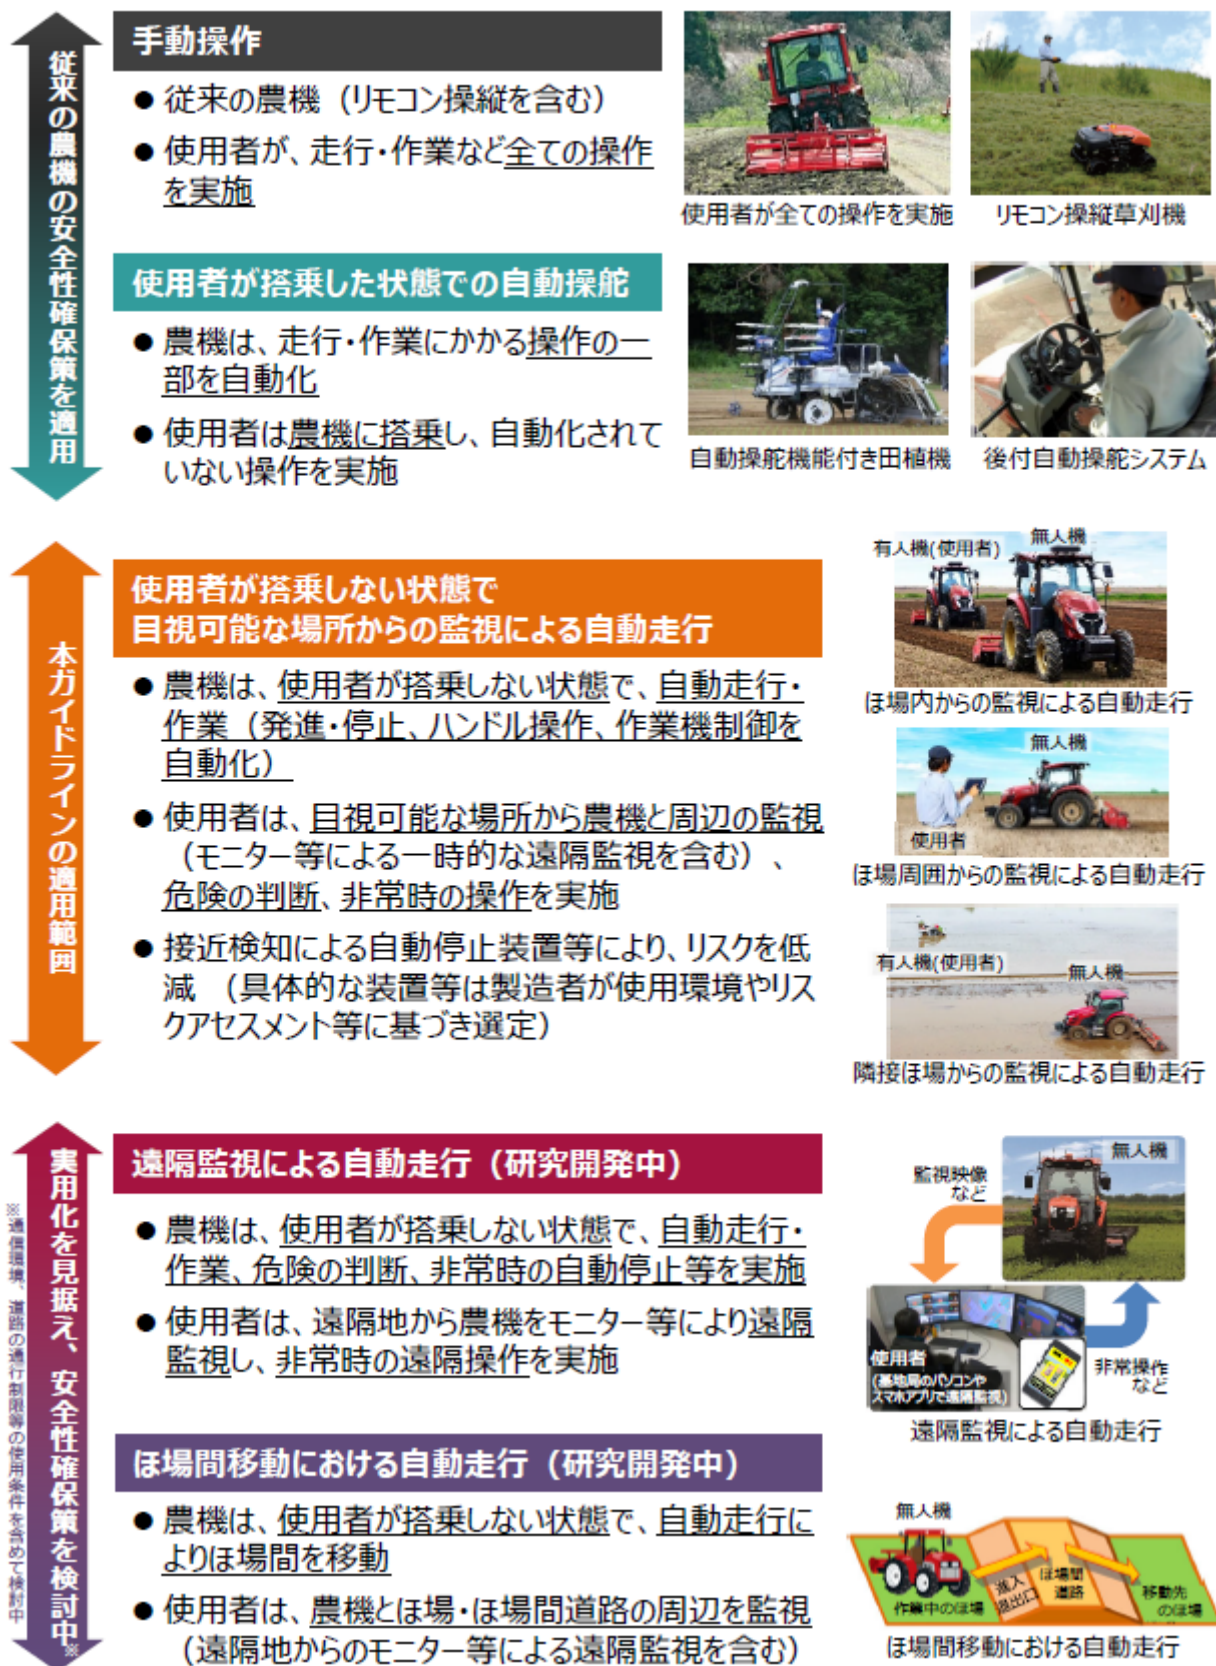 従来の農機の安全性確保策を適用
手動操作
● 従来の農機（リモコン操縦を含む）
● 使用者が、走行・作業など全ての操作
を実施
使用者が全ての操作を実施
リモコン操縦草刈機
使用者が搭乗した状態での自動操舵
● 農機は、走行・作業にかかる操作の一
部を自動化
● 使用者は農機に搭乗し、自動化されて
いない操作を実施
自動操舵機能付き田植機
後付自動操舵システム
本ガイドラインの適用範囲
使用者が搭乗しない状態で
目視可能な場所からの監視による自動走行
● 農機は、使用者が搭乗しない状態で、自動走行・
作業（発進・停止、ハンドル操作、作業機制御を
自動化）
● 使用者は、目視可能な場所から農機と周辺の監視
（モニター等による一時的な遠隔監視を含む）、
危険の判断、非常時の操作を実施
● 接近検知による自動停止装置等により、リスクを低
減 （具体的な装置等は製造者が使用環境やリス
クアセスメント等に基づき選定）
有人機(使用者)
無人機
ほ場内からの監視による自動走行
無人機
使用者
ほ場周囲からの監視による自動走行
有人機(使用者)
無人機
隣接ほ場からの監視による自動走行
実用化を見据え、安全性確保策を検討中※
※通信環境、道路の通行制限等の使用条件を含めて検討中
遠隔監視による自動走行（研究開発中）
● 農機は、使用者が搭乗しない状態で、自動走行・
作業、危険の判断、非常時の自動停止等を実施
● 使用者は、遠隔地から農機をモニター等により遠隔
監視し、非常時の遠隔操作を実施
無人機
監視映像
など
使用者
(基地局のパソコンや
スマホアプリで遠隔監視)
非常操作
など
遠隔監視による自動走行
ほ場間移動における自動走行（研究開発中）
● 農機は、使用者が搭乗しない状態で、自動走行に
よりほ場間を移動
● 使用者は、農機とほ場・ほ場間道路の周辺を監視
（遠隔地からのモニター等による遠隔監視を含む）
無人機
作業中のほ場
進入
退出口
ほ場間
道路
移動先
のほ場
ほ場間移動における自動走行